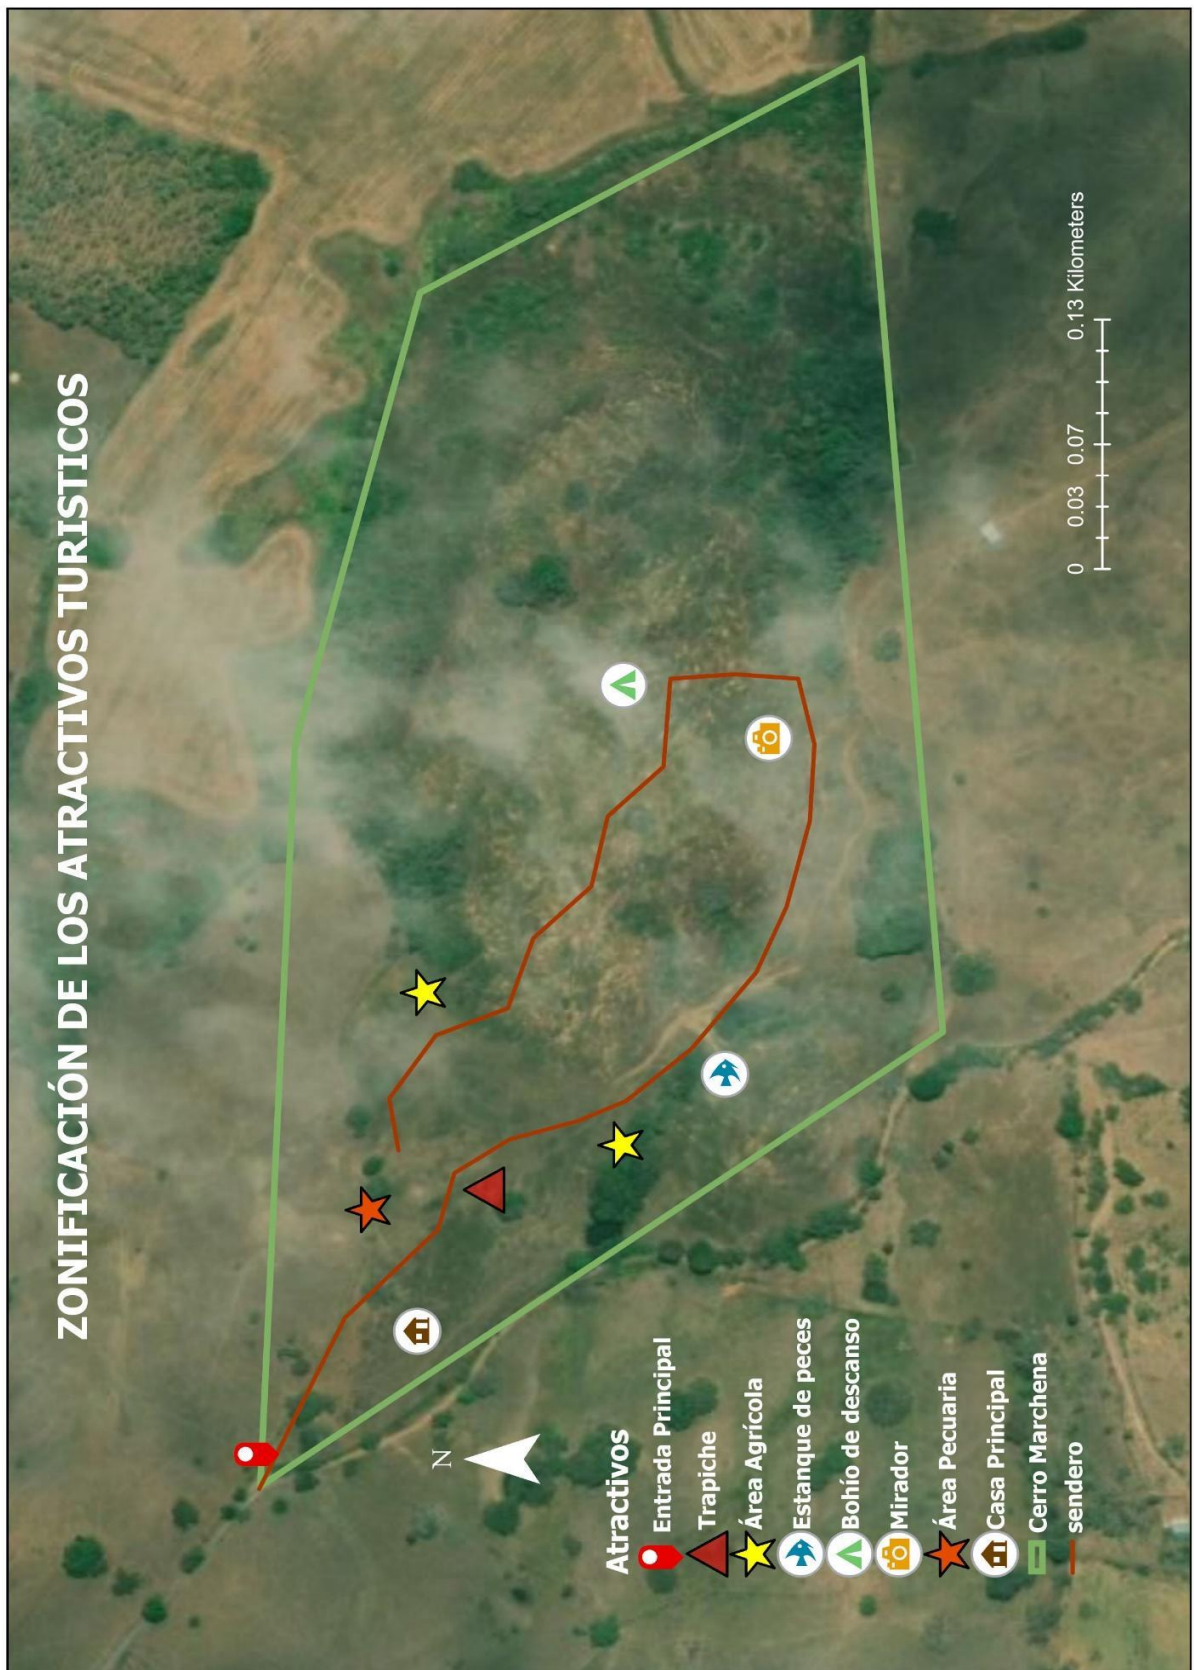 ZONIFICACIÓN DE LOS ATRACTIVOS TURISTICOS
N
Atractivos
Entrada Principal
Trapiche
Área Agrícola
Estanque de peces
Bohío de descanso
Mirador
Área Pecuaria
Casa Principal
Cerro Marchena
sendero
0 0.03 0.07 0.13 Kilometers